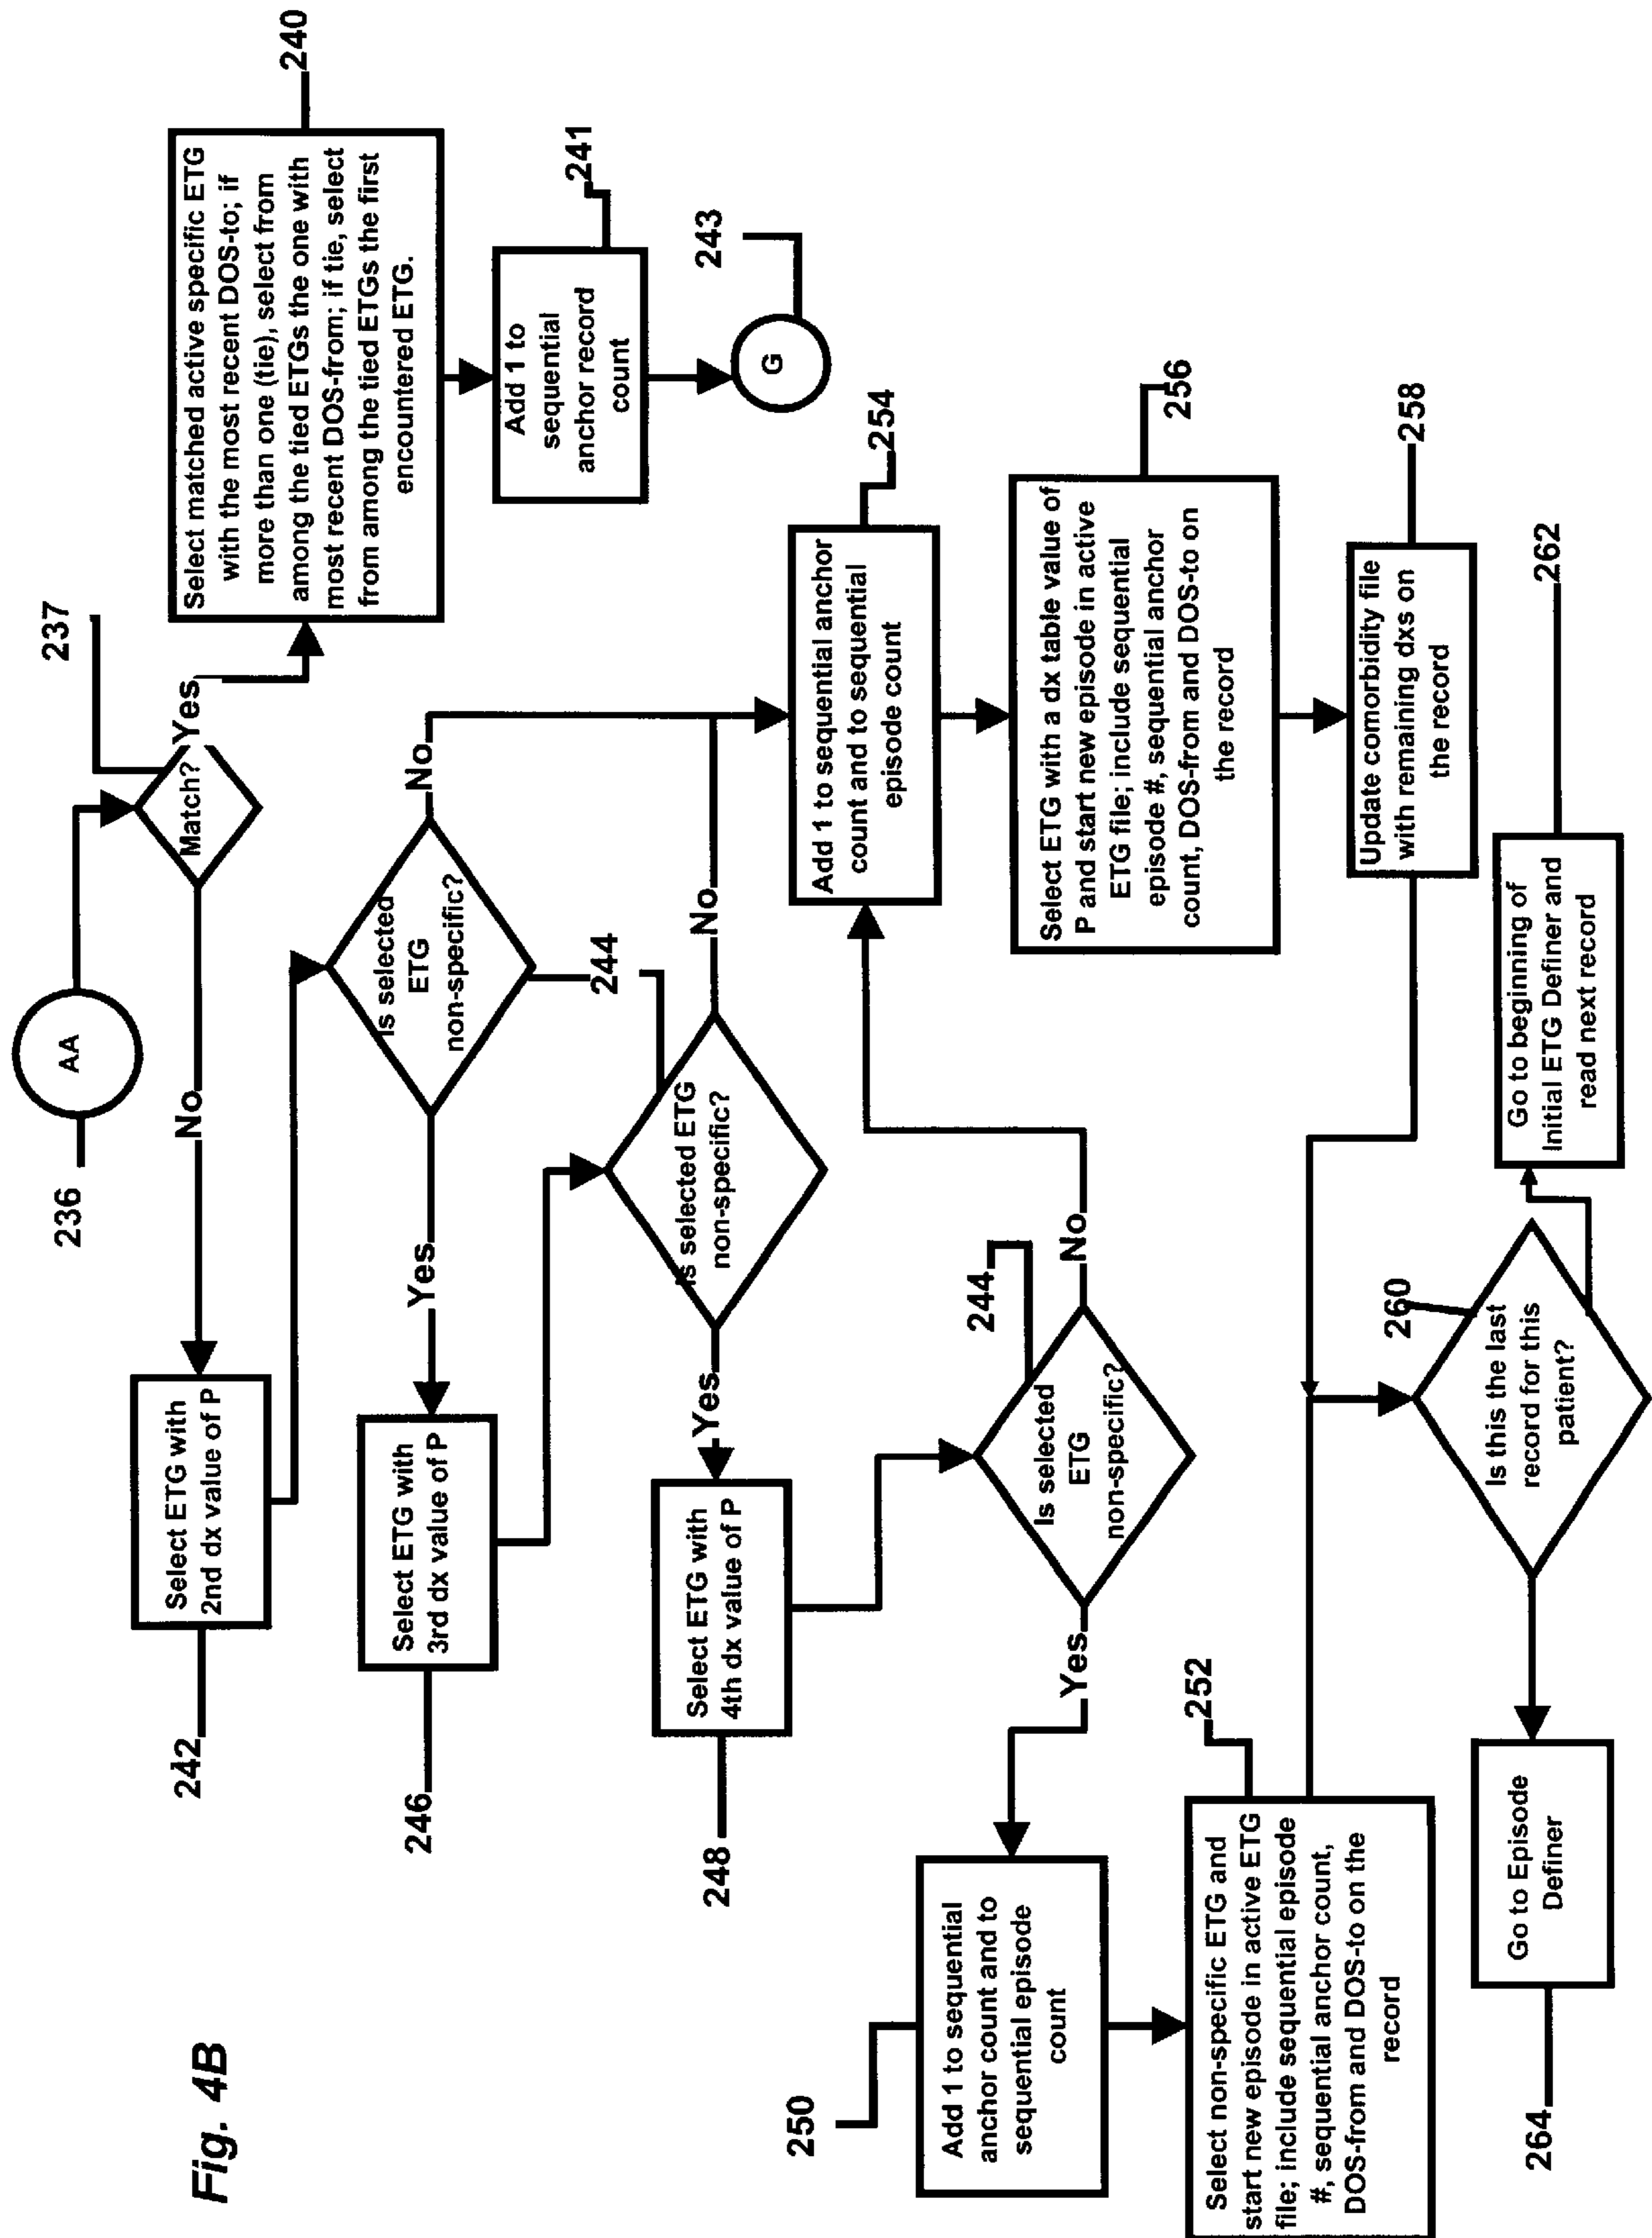 Fig. 4B
236
AA
237
Match?
Yes
No
240
Select matched active specific ETG
with the most recent DOS-to; if
more than one (tie), select from
among the tied ETGs the one with
most recent DOS-from; if tie, select
from among the tied ETGs the first
encountered ETG.
241
Add 1 to
sequential
anchor record
count
243
G
242
Select ETG with
2nd dx value of P
Is selected
ETG
non-specific?
No
Yes
244
246
Select ETG with
3rd dx value of P
Is selected ETG
non-specific?
No
Yes
248
Select ETG with
4th dx value of P
244
Is selected
ETG
non-specific?
No
Yes
254
Add 1 to sequential anchor
count and to sequential
episode count
256
Select ETG with a dx table value of
P and start new episode in active
ETG file; include sequential
episode #, sequential anchor
count, DOS-from and DOS-to on
the record
258
Update comorbidity file
with remaining dxs on
the record
250
Add 1 to sequential
anchor count and to
sequential episode
count
252
Select non-specific ETG and
start new episode in active ETG
file; include sequential episode
#, sequential anchor count,
DOS-from and DOS-to on the
record
260
Is this the last
record for this
patient?
262
Go to beginning of
Initial ETG Definer and
read next record
264
Go to Episode
Definer